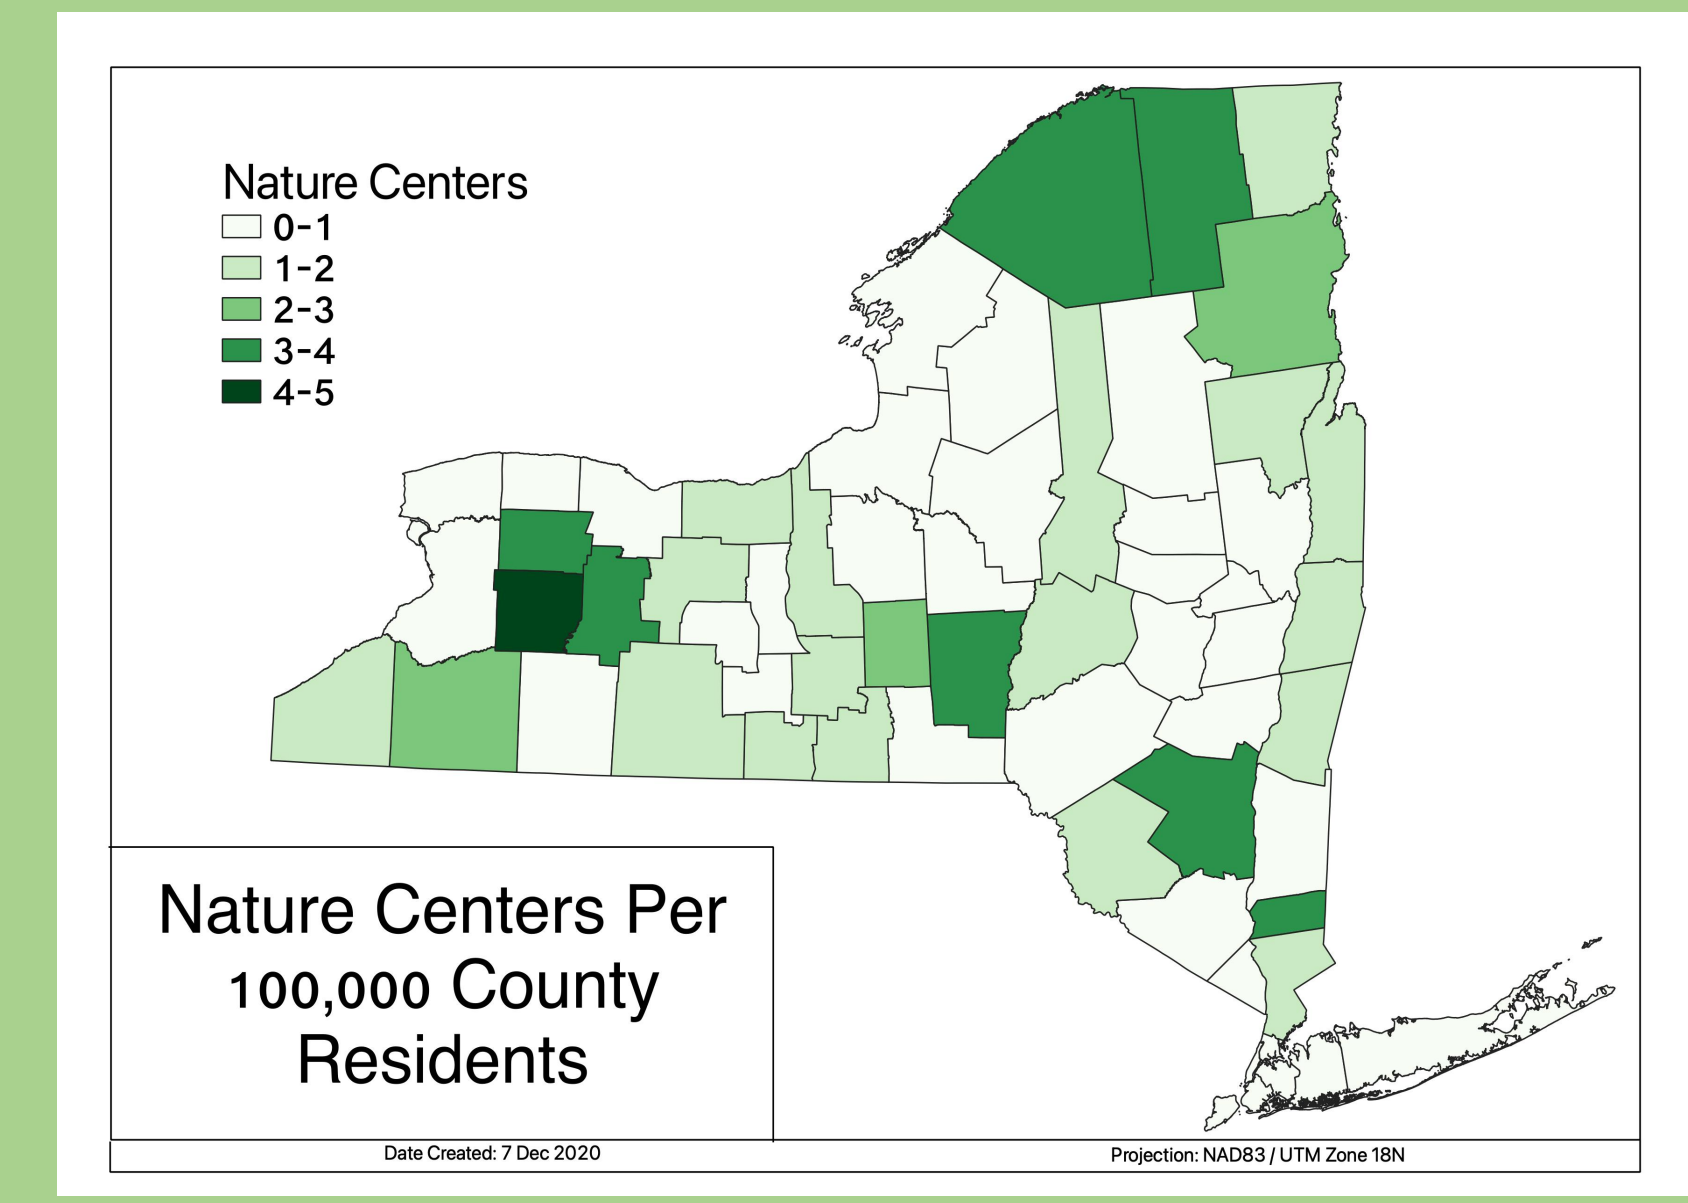 Nature Centers
0-1
1-2
2-3
3-4
4-5
Nature Centers Per
100,000 County
Residents
Date Created: 7 Dec 2020
Projection: NAD83 / UTM Zone 18N